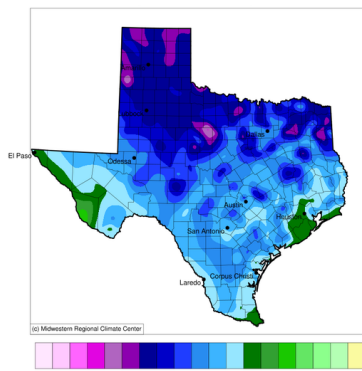 Dallas
El Paso
Odessa
Austin
Houston
San Antonio
Corpus Christi
Laredo
(c) Midwestern Regional Climate Center